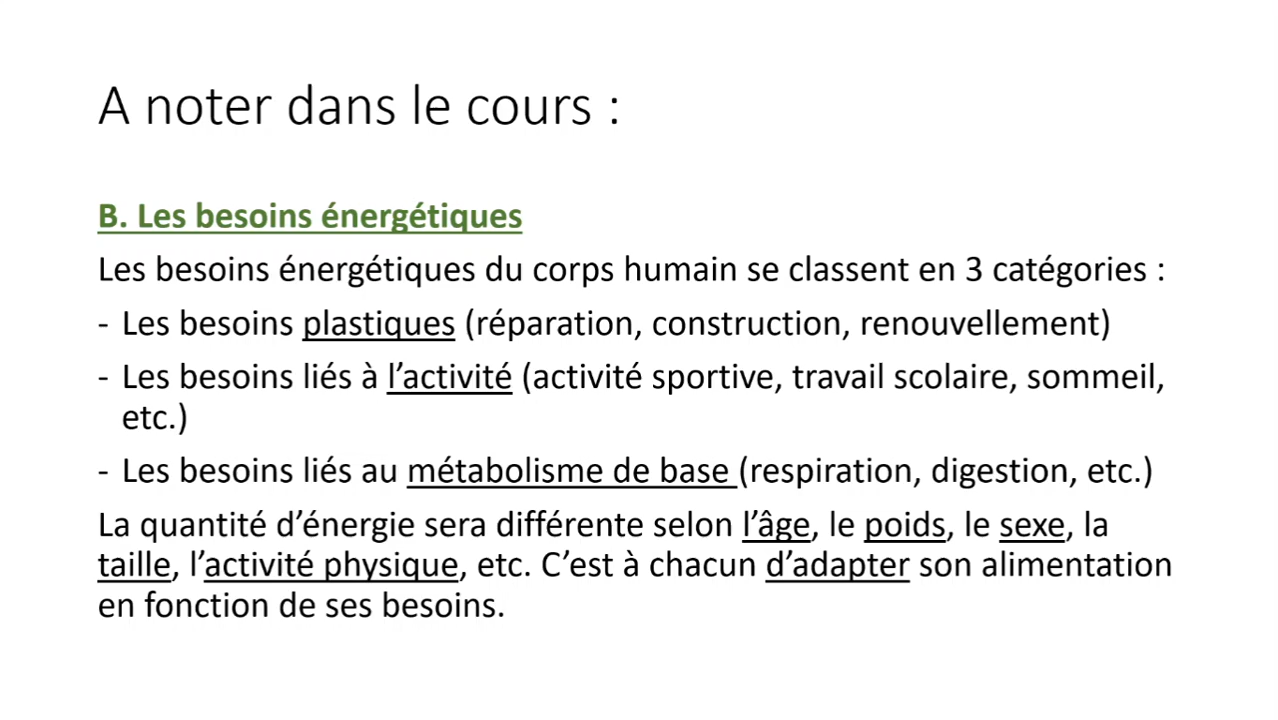 A noter dans le cours :
B. Les besoins énergétiques
Les besoins énergétiques du corps humain se classent en 3 catégories :
- Les besoins plastiques (réparation, construction, renouvellement)
- Les besoins liés à l’activité (activité sportive, travail scolaire, sommeil,
etc.)
- Les besoins liés au métabolisme de base (respiration, digestion, etc.)
La quantité d’énergie sera différente selon l’âge, le poids, le sexe, la
taille, l’activité physique, etc. C’est à chacun d’adapter son alimentation
en fonction de ses besoins.